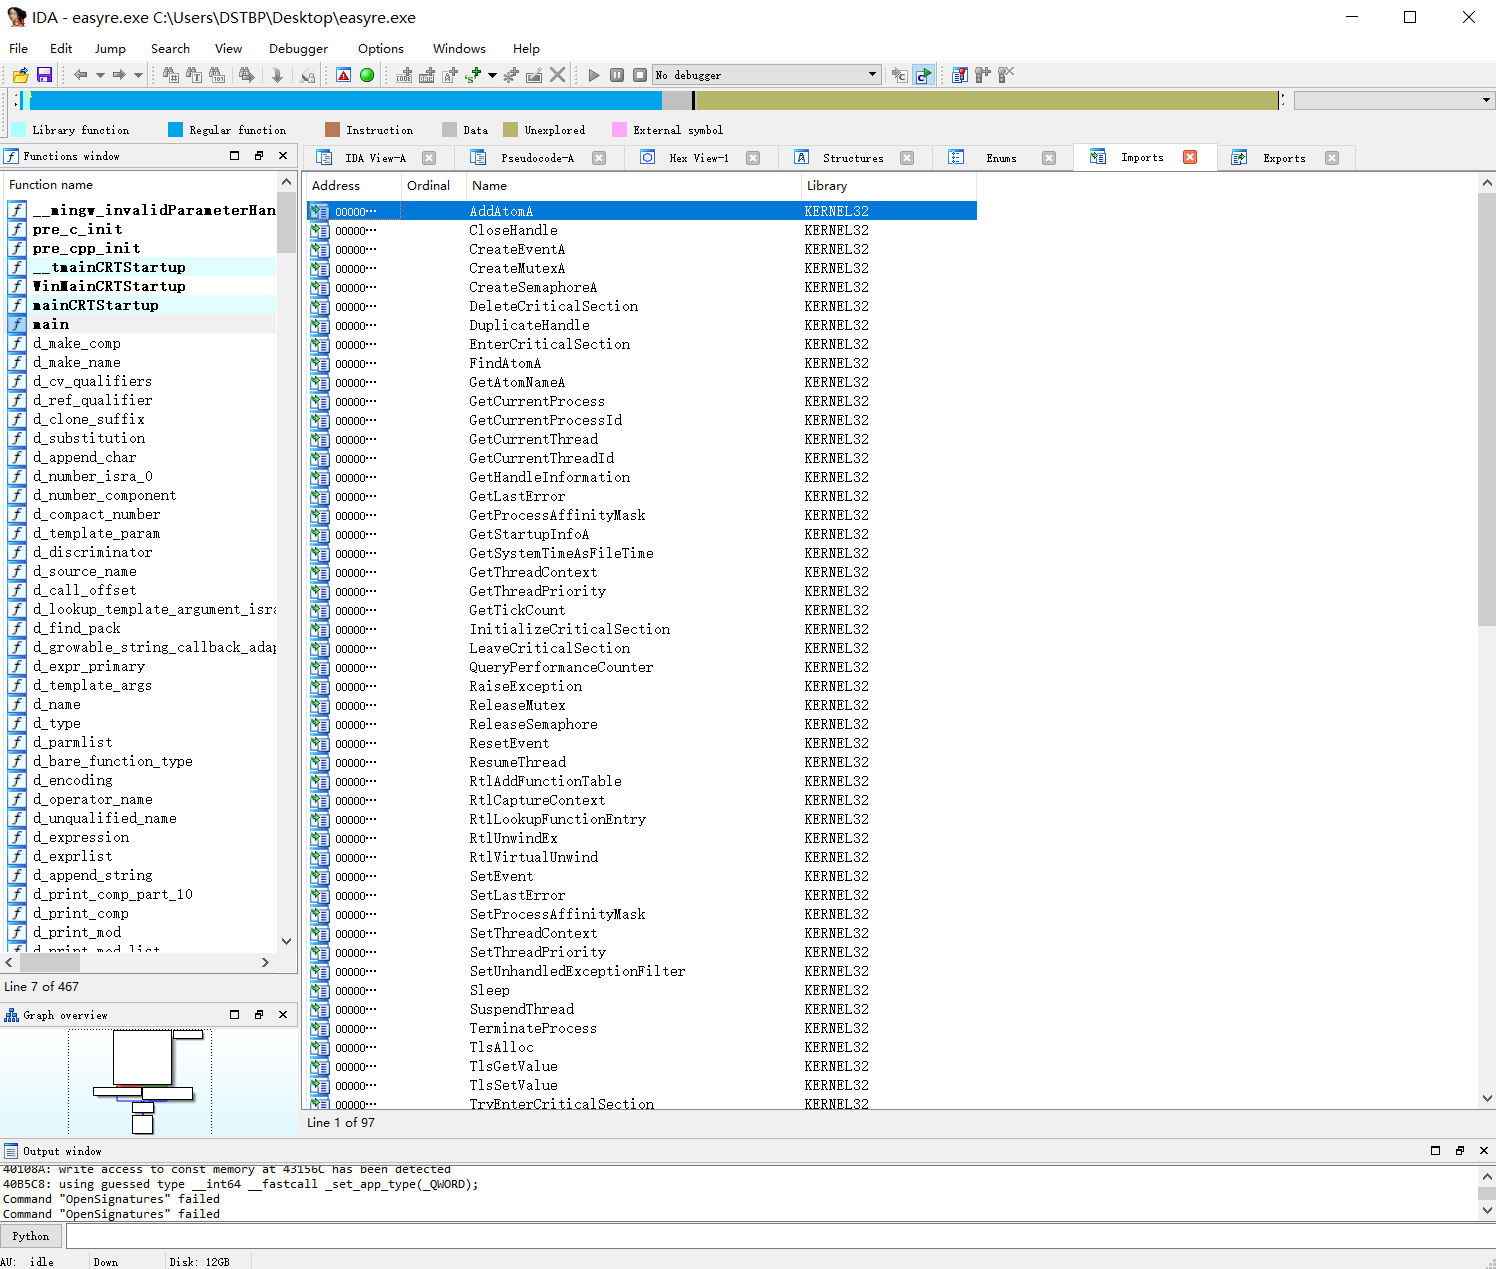 IDA - easyre.exe C:\Users\DSTBP\Desktop\easyre.exe
File Edit Jump Search View Debugger Options Windows Help
No debugger
Library function Regular function Instruction Data Unexplored External symbol
Functions window
IDA View-A Pseudocode-A Hex View-1 Structures Enums Imports Exports
Function name
__mingw_invalidParameterHan
pre_c_init
pre_cpp_init
__tmainCRTStartup
WinMainCRTStartup
mainCRTStartup
main
d_make_comp
d_make_name
d_cv_qualifiers
d_ref_qualifier
d_clone_suffix
d_substitution
d_append_char
d_number_isra_0
d_number_component
d_compact_number
d_template_param
d_discriminator
d_source_name
d_call_offset
d_lookup_template_argument_isra
d_find_pack
d_growable_string_callback_adap
d_expr_primary
d_template_args
d_name
d_type
d_parmlist
d_bare_function_type
d_encoding
d_operator_name
d_unqualified_name
d_expression
d_exprlist
d_append_string
d_print_comp_part_10
d_print_comp
d_print_mod
d_print_mod_list
Line 7 of 467
Graph overview
Address Ordinal Name Library
00000… AddAtomA KERNEL32
00000… CloseHandle KERNEL32
00000… CreateEventA KERNEL32
00000… CreateMutexA KERNEL32
00000… CreateSemaphoreA KERNEL32
00000… DeleteCriticalSection KERNEL32
00000… DuplicateHandle KERNEL32
00000… EnterCriticalSection KERNEL32
00000… FindAtomA KERNEL32
00000… GetAtomNameA KERNEL32
00000… GetCurrentProcess KERNEL32
00000… GetCurrentProcessId KERNEL32
00000… GetCurrentThread KERNEL32
00000… GetCurrentThreadId KERNEL32
00000… GetHandleInformation KERNEL32
00000… GetLastError KERNEL32
00000… GetProcessAffinityMask KERNEL32
00000… GetStartupInfoA KERNEL32
00000… GetSystemTimeAsFileTime KERNEL32
00000… GetThreadContext KERNEL32
00000… GetThreadPriority KERNEL32
00000… GetTickCount KERNEL32
00000… InitializeCriticalSection KERNEL32
00000… LeaveCriticalSection KERNEL32
00000… QueryPerformanceCounter KERNEL32
00000… RaiseException KERNEL32
00000… ReleaseMutex KERNEL32
00000… ReleaseSemaphore KERNEL32
00000… ResetEvent KERNEL32
00000… ResumeThread KERNEL32
00000… RtlAddFunctionTable KERNEL32
00000… RtlCaptureContext KERNEL32
00000… RtlLookupFunctionEntry KERNEL32
00000… RtlUnwindEx KERNEL32
00000… RtlVirtualUnwind KERNEL32
00000… SetEvent KERNEL32
00000… SetLastError KERNEL32
00000… SetProcessAffinityMask KERNEL32
00000… SetThreadContext KERNEL32
00000… SetThreadPriority KERNEL32
00000… SetUnhandledExceptionFilter KERNEL32
00000… Sleep KERNEL32
00000… SuspendThread KERNEL32
00000… TerminateProcess KERNEL32
00000… TlsAlloc KERNEL32
00000… TlsGetValue KERNEL32
00000… TlsSetValue KERNEL32
00000… TryEnterCriticalSection KERNEL32
Line 1 of 97
Output window
40108A: write access to const memory at 43156C has been detected
40B5C8: using guessed type __int64 __fastcall _set_app_type(_QWORD);
Command "OpenSignatures" failed
Command "OpenSignatures" failed
Python
AU: idle Down Disk: 12GB